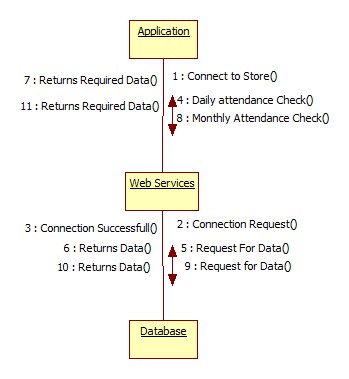 Application
7 : Returns Required Data()
1 : Connect to Store()
11 : Returns Required Data()
4 : Daily attendance Check()
8 : Monthly Attendance Check()
Web Services
3 : Connection Successfull()
2 : Connection Request()
6 : Returns Data()
5 : Request For Data()
10 : Returns Data()
9 : Request for Data()
Database